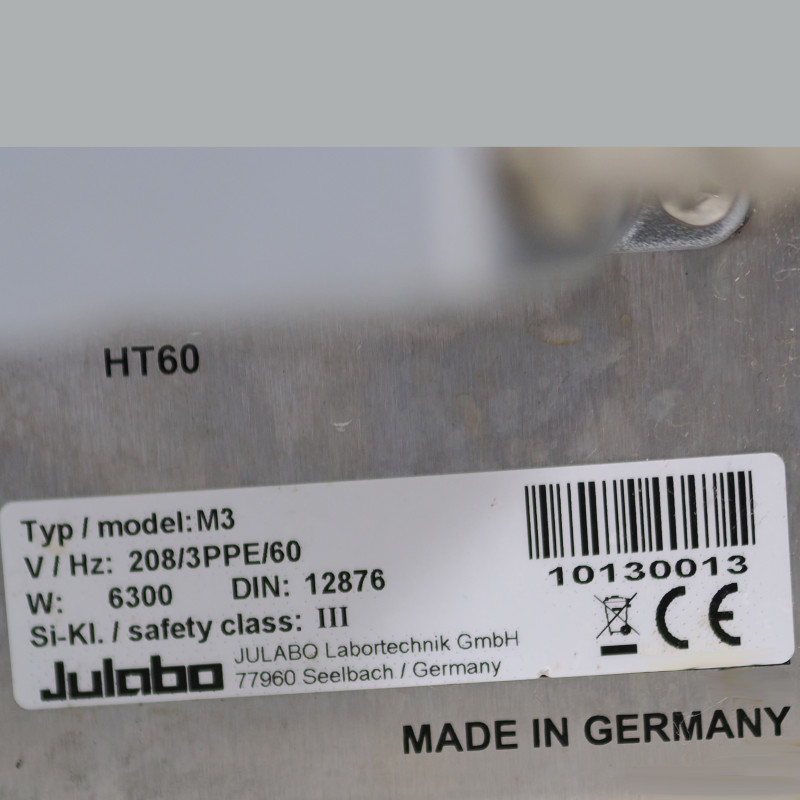 HT60
Typ / model: M3
V / Hz: 208/3PPE/60
W: 6300 DIN: 12876
Si-Kl. / safety class: III
Julabo
JULABO Labortechnik GmbH
77960 Seelbach / Germany
10130013
CE
MADE IN GERMANY